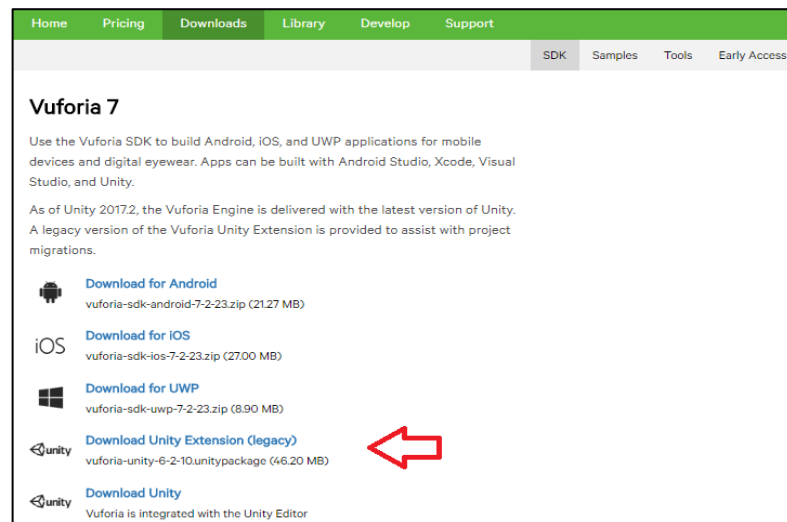 Home Pricing Downloads Library Develop Support
SDK Samples Tools Early Access
Vuforia 7
Use the Vuforia SDK to build Android, iOS, and UWP applications for mobile
devices and digital eyewear. Apps can be built with Android Studio, Xcode, Visual
Studio, and Unity.
As of Unity 2017.2, the Vuforia Engine is delivered with the latest version of Unity.
A legacy version of the Vuforia Unity Extension is provided to assist with project
migrations.
Download for Android
vuforia-sdk-android-7-2-23.zip (21.27 MB)
iOS
Download for iOS
vuforia-sdk-ios-7-2-23.zip (27.00 MB)
Download for UWP
vuforia-sdk-uwp-7-2-23.zip (8.90 MB)
unity
Download Unity Extension (legacy)
vuforia-unity-6-2-10.unitypackage (46.20 MB)
unity
Download Unity
Vuforia is integrated with the Unity Editor